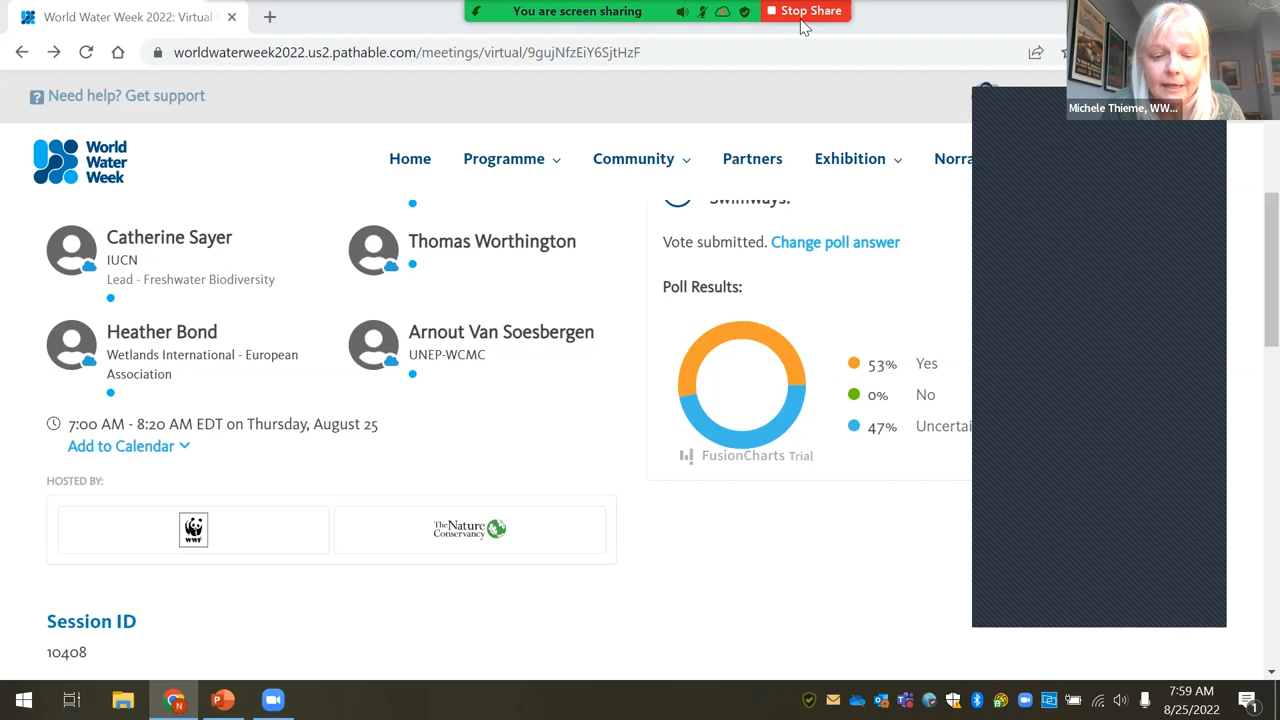 World Water Week 2022: Virtual
You are screen sharing
Stop Share
worldwaterweek2022.us2.pathable.com/meetings/virtual/9gujNfzEiY6SjtHzF
Michele Thieme, WW...
Need help? Get support
World
Water
Week
Home
Programme
Community
Partners
Exhibition
Norra
Swimways?
Catherine Sayer
IUCN
Lead - Freshwater Biodiversity
Thomas Worthington
Vote submitted. Change poll answer
Poll Results:
Heather Bond
Wetlands International - European
Association
Arnout Van Soesbergen
UNEP-WCMC
53% Yes
0% No
47% Uncertai
FusionCharts Trial
7:00 AM - 8:20 AM EDT on Thursday, August 25
Add to Calendar
HOSTED BY:
WWF
The Nature
Conservancy
Session ID
10408
7:59 AM
8/25/2022
1